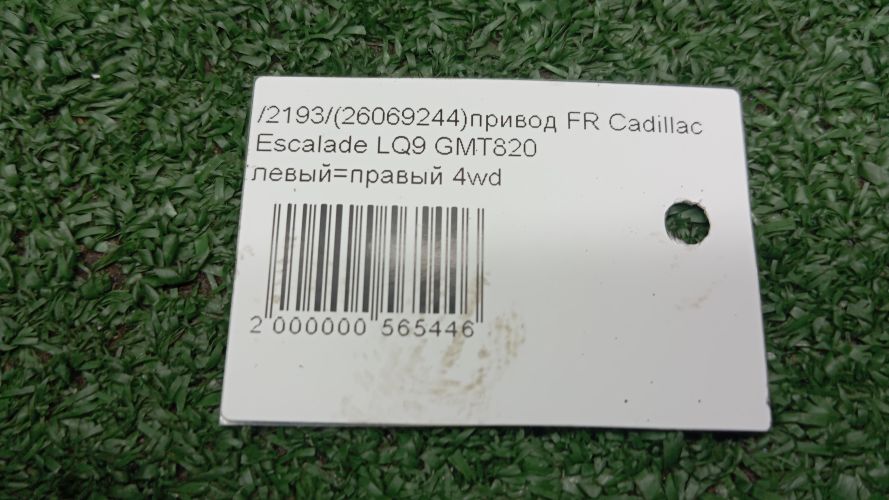 /2193/(26069244)привод FR Cadillac
Escalade LQ9 GMT820
левый=правый 4wd
2 000000 565446